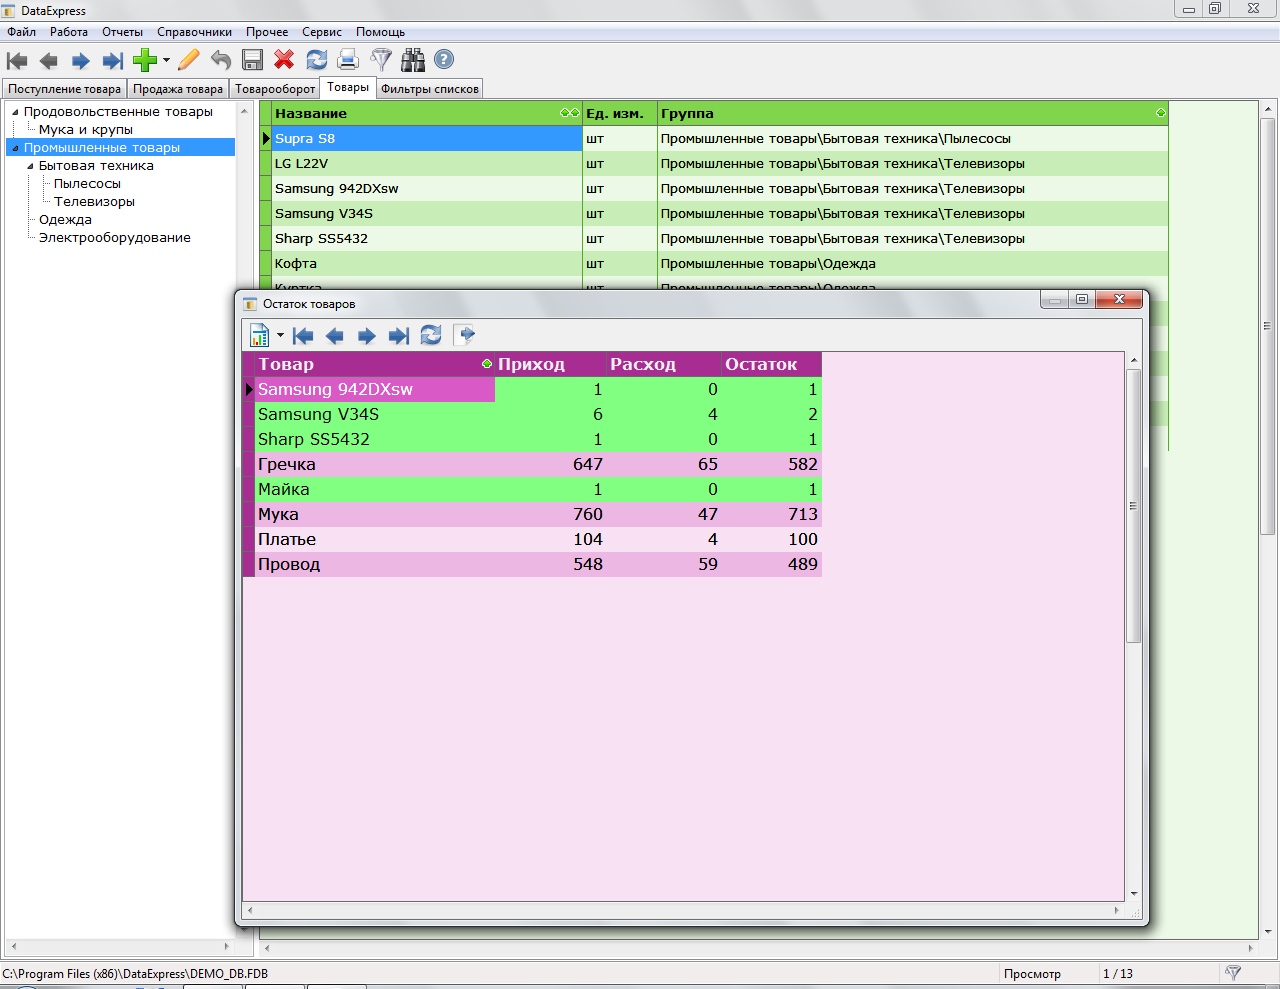 DataExpress
Файл Работа Отчеты Справочники Прочее Сервис Помощь
Поступление товара Продажа товара Товарооборот Товары Фильтры списков
Продовольственные товары
Мука и крупы
Промышленные товары
Бытовая техника
Пылесосы
Телевизоры
Одежда
Электрооборудование
Название Ед. изм. Группа
Supra S8 шт Промышленные товары\Бытовая техника\Пылесосы
LG L22V шт Промышленные товары\Бытовая техника\Телевизоры
Samsung 942DXsw шт Промышленные товары\Бытовая техника\Телевизоры
Samsung V34S шт Промышленные товары\Бытовая техника\Телевизоры
Sharp SS5432 шт Промышленные товары\Бытовая техника\Телевизоры
Кофта шт Промышленные товары\Одежда
Куртка шт Промышленные товары\Одежда
Остаток товаров
Товар Приход Расход Остаток
Samsung 942DXsw 1 0 1
Samsung V34S 6 4 2
Sharp SS5432 1 0 1
Гречка 647 65 582
Майка 1 0 1
Мука 760 47 713
Платье 104 4 100
Провод 548 59 489
C:\Program Files (x86)\DataExpress\DEMO_DB.FDB Просмотр 1 / 13